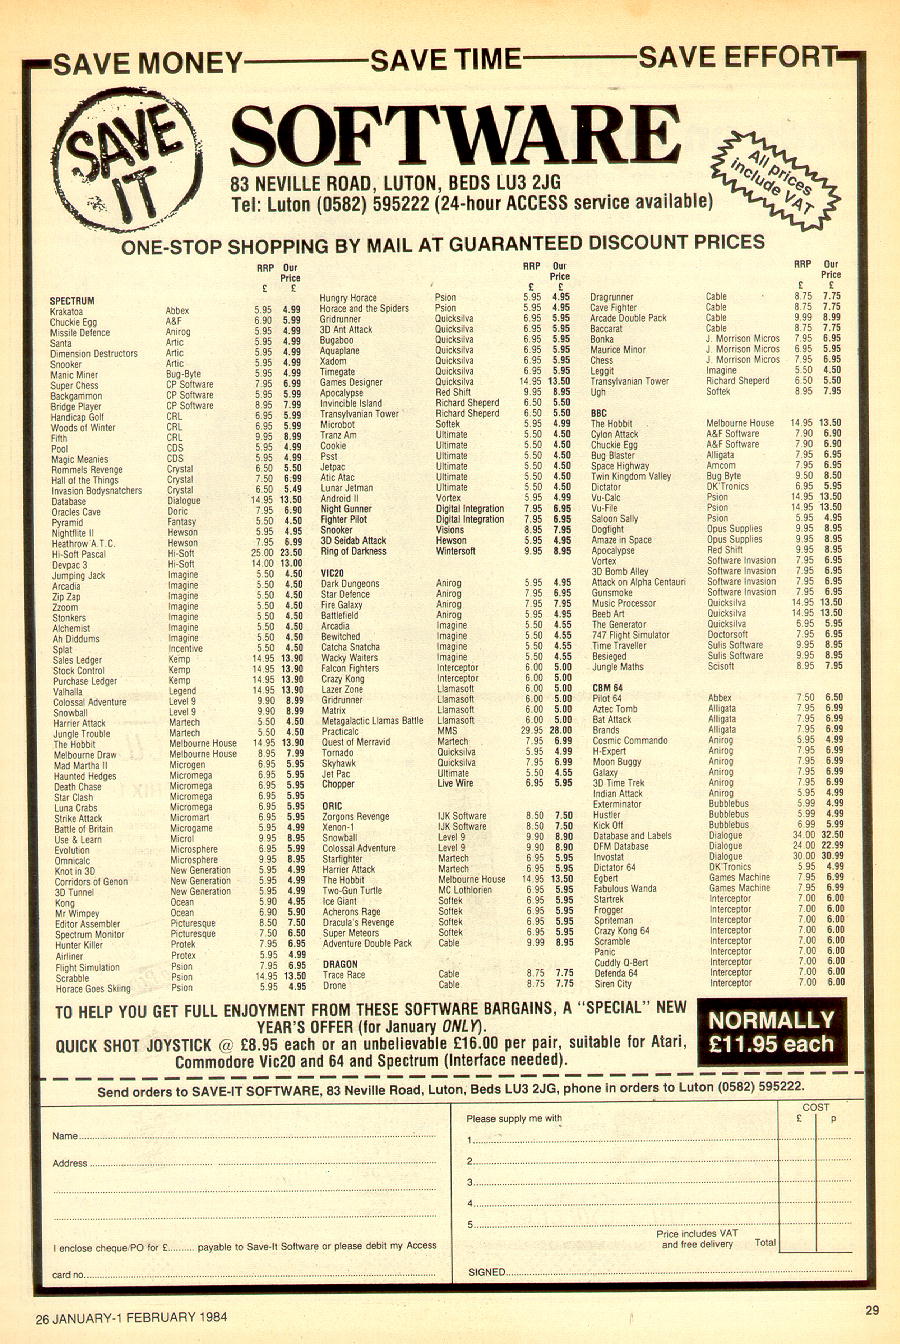 SAVE MONEY SAVE TIME SAVE EFFORT
SAVE IT
SOFTWARE
83 NEVILLE ROAD, LUTON, BEDS LU3 2JG
Tel: Luton (0582) 595222 (24-hour ACCESS service available)
All prices include VAT
ONE-STOP SHOPPING BY MAIL AT GUARANTEED DISCOUNT PRICES
RRP Our Price
£ £
SPECTRUM
Krakatoa Abbex 5.95 4.99
Chuckie Egg A&F 6.90 5.99
Missile Defence Anirog 5.95 4.99
Santa Artic 5.95 4.99
Dimension Destructors Artic 5.95 4.99
Snooker Artic 5.95 4.99
Manic Miner Bug-Byte 5.95 4.99
Super Chess CP Software 7.95 6.99
Backgammon CP Software 5.95 4.99
Bridge Player CP Software 8.95 7.99
Handicap Golf CRL 6.95 5.99
Woods of Winter CRL 6.95 5.99
Fifth CRL 9.95 8.99
Pool CDS 5.95 4.99
Magic Meanies CDS 5.95 4.99
Rommels Revenge Crystal 6.50 5.50
Hall of the Things Crystal 7.50 6.99
Invasion Bodysnatchers Crystal 6.50 5.49
Database Dialogue 14.95 13.50
Oracles Cave Doric 7.95 6.90
Pyramid Fantasy 5.50 4.50
Nightflite II Hewson 5.95 4.95
Heathrow A.T.C. Hewson 7.95 6.99
Hi-Soft Pascal Hi-Soft 25.00 23.50
Devpac 3 Hi-Soft 14.00 13.00
Jumping Jack Imagine 5.50 4.50
Arcadia Imagine 5.50 4.50
Zip Zap Imagine 5.50 4.50
Zzoom Imagine 5.50 4.50
Stonkers Imagine 5.50 4.50
Alchemist Imagine 5.50 4.50
Ah Diddums Imagine 5.50 4.50
Splat Incentive 5.50 4.50
Sales Ledger Kemp 14.95 13.90
Stock Control Kemp 14.95 13.90
Purchase Ledger Kemp 14.95 13.90
Valhalla Legend 14.95 13.90
Colossal Adventure Level 9 9.90 8.99
Snowball Level 9 9.90 8.99
Harrier Attack Martech 5.50 4.50
Jungle Trouble Martech 5.50 4.50
The Hobbit Melbourne House 14.95 13.90
Melbourne Draw Melbourne House 8.95 7.99
Mad Martha II Microgen 6.95 5.95
Haunted Hedges Micromega 6.95 5.95
Death Chase Micromega 6.95 5.95
Star Clash Micromega 6.95 5.95
Luna Crabs Micromega 6.95 5.95
Strike Attack Micromart 6.95 5.95
Battle of Britain Microgame 5.95 4.99
Use & Learn Microl 9.95 8.95
Evolution Microsphere 6.95 5.99
Omnicalc Microsphere 9.95 8.95
Knot in 3D New Generation 5.95 4.99
Corridors of Genon New Generation 5.95 4.99
3D Tunnel New Generation 5.95 4.99
Kong Ocean 5.90 4.95
Mr Wimpey Ocean 6.90 5.90
Editor Assembler Picturesque 8.50 7.50
Spectrum Monitor Picturesque 7.50 6.50
Hunter Killer Protek 7.95 6.95
Airliner Protex 5.95 4.99
Flight Simulation Psion 7.95 6.95
Scrabble Psion 14.95 13.50
Horace Goes Skiing Psion 5.95 4.95
RRP Our Price
£ £
Hungry Horace Psion 5.95 4.95
Horace and the Spiders Psion 5.95 4.95
Gridrunner Quicksilva 6.95 5.95
3D Ant Attack Quicksilva 6.95 5.95
Bugaboo Quicksilva 6.95 5.95
Aquaplane Quicksilva 6.95 5.95
Xadom Quicksilva 6.95 5.95
Timegate Quicksilva 6.95 5.95
Games Designer Quicksilva 14.95 13.50
Apocalypse Red Shift 9.95 8.95
Invincible Island Richard Sheperd 6.50 5.50
Transylvanian Tower Richard Sheperd 6.50 5.50
Microbot Softek 5.95 4.99
Tranz Am Ultimate 5.50 4.50
Cookie Ultimate 5.50 4.50
Psst Ultimate 5.50 4.50
Jetpac Ultimate 5.50 4.50
Atic Atac Ultimate 5.50 4.50
Lunar Jetman Ultimate 5.50 4.50
Android II Vortex 5.95 4.99
Night Gunner Digital Integration 7.95 6.95
Fighter Pilot Digital Integration 7.95 6.95
Snooker Visions 8.95 7.95
3D Seidab Attack Hewson 5.95 4.95
Ring of Darkness Wintersoft 9.95 8.95
VIC20
Dark Dungeons Anirog 5.95 4.95
Star Defence Anirog 7.95 6.95
Fire Galaxy Anirog 7.95 7.95
Battlefield Anirog 5.95 4.95
Arcadia Imagine 5.50 4.55
Bewitched Imagine 5.50 4.55
Catcha Snatcha Imagine 5.50 4.55
Wacky Waiters Imagine 5.50 4.55
Falcon Fighters Interceptor 6.00 5.00
Crazy Kong Interceptor 6.00 5.00
Lazer Zone Llamasoft 6.00 5.00
Gridrunner Llamasoft 6.00 5.00
Matrix Llamasoft 6.00 5.00
Metagalactic Llamas Battle Llamasoft 6.00 5.00
Practicalc MMS 29.95 28.00
Quest of Merravid Martech 7.95 6.99
Tornado Quicksilva 5.95 4.99
Skyhawk Quicksilva 7.95 6.99
Jet Pac Ultimate 5.50 4.55
Chopper Live Wire 6.95 5.95
ORIC
Zorgons Revenge IJK Software 8.50 7.50
Xenon-1 IJK Software 8.50 7.50
Snowball Level 9 9.90 8.90
Colossal Adventure Level 9 9.90 8.90
Starfighter Martech 6.95 5.95
Harrier Attack Martech 6.95 5.95
The Hobbit Melbourne House 14.95 13.50
Two-Gun Turtle MC Lothlorien 6.95 5.95
Ice Giant Softek 6.95 5.95
Acherons Rage Softek 6.95 5.95
Dracula's Revenge Softek 6.95 5.95
Super Meteors Softek 6.95 5.95
Adventure Double Pack Cable 9.99 8.95
DRAGON
Trace Race Cable 8.75 7.75
Drone Cable 8.75 7.75
RRP Our Price
£ £
Dragrunner Cable 8.75 7.75
Cave Fighter Cable 8.75 7.75
Arcade Double Pack Cable 9.99 8.99
Baccarat Cable 8.75 7.75
Bonka J. Morrison Micros 7.95 6.95
Maurice Minor J. Morrison Micros 6.95 5.95
Chess J. Morrison Micros 7.95 6.95
Leggit Imagine 5.50 4.50
Transylvanian Tower Richard Sheperd 6.50 5.50
Ugh Softek 8.95 7.95
BBC
The Hobbit Melbourne House 14.95 13.50
Cylon Attack A&F Software 7.90 6.90
Chuckie Egg A&F Software 7.90 6.90
Bug Blaster Alligata 7.95 6.95
Space Highway Amcom 7.95 6.95
Twin Kingdom Valley Bug Byte 9.50 8.50
Dictator DK'Tronics 6.95 5.95
Vu-Calc Psion 14.95 13.50
Vu-File Psion 14.95 13.50
Saloon Sally Psion 5.95 4.95
Dogfight Opus Supplies 9.95 8.95
Amaze in Space Opus Supplies 9.95 8.95
Apocalypse Red Shift 9.95 8.95
Vortex Software Invasion 7.95 6.95
3D Bomb Alley Software Invasion 7.95 6.95
Attack on Alpha Centauri Software Invasion 7.95 6.95
Gunsmoke Software Invasion 7.95 6.95
Music Processor Quicksilva 14.95 13.50
Beeb Art Quicksilva 14.95 13.50
The Generator Quicksilva 6.95 5.95
747 Flight Simulator Doctorsoft 7.95 6.95
Time Traveller Sulis Software 9.95 8.95
Besieged Sulis Software 9.95 8.95
Jungle Maths Scisoft 8.95 7.95
CBM 64
Pilot 64 Abbex 7.50 6.50
Aztec Tomb Alligata 7.95 6.99
Bat Attack Alligata 7.95 6.99
Brands Alligata 7.95 6.99
Cosmic Commando Anirog 5.95 4.99
H-Expert Anirog 7.95 6.99
Moon Buggy Anirog 7.95 6.99
Galaxy Anirog 7.95 6.99
3D Time Trek Anirog 7.95 6.99
Indian Attack Anirog 5.95 4.99
Exterminator Bubblebus 5.99 4.99
Hustler Bubblebus 5.99 4.99
Kick Off Bubblebus 6.99 5.99
Database and Labels Dialogue 34.00 32.50
DFM Database Dialogue 24.00 22.99
Invostat Dialogue 30.00 30.99
Dictator 64 DK'Tronics 5.95 4.99
Egbert Games Machine 7.95 6.99
Fabulous Wanda Games Machine 7.95 6.99
Startrek Interceptor 7.00 6.00
Frogger Interceptor 7.00 6.00
Spriteman Interceptor 7.00 6.00
Crazy Kong 64 Interceptor 7.00 6.00
Scramble Interceptor 7.00 6.00
Panic Interceptor 7.00 6.00
Cuddly Q-Bert Interceptor 7.00 6.00
Defenda 64 Interceptor 7.00 6.00
Siren City Interceptor 7.00 6.00
TO HELP YOU GET FULL ENJOYMENT FROM THESE SOFTWARE BARGAINS, A "SPECIAL" NEW
YEAR'S OFFER (for January ONLY).
QUICK SHOT JOYSTICK @ £8.95 each or an unbelievable £16.00 per pair, suitable for Atari,
Commodore Vic20 and 64 and Spectrum (Interface needed).
NORMALLY
£11.95 each
Send orders to SAVE-IT SOFTWARE, 83 Neville Road, Luton, Beds LU3 2JG, phone in orders to Luton (0582) 595222.
Name
Address
I enclose cheque/PO for £.......... payable to Save-It Software or please debit my Access
card no.
Please supply me with
COST
£ p
1
2
3
4
5
Price includes VAT
and free delivery Total
SIGNED
26 JANUARY-1 FEBRUARY 1984
29